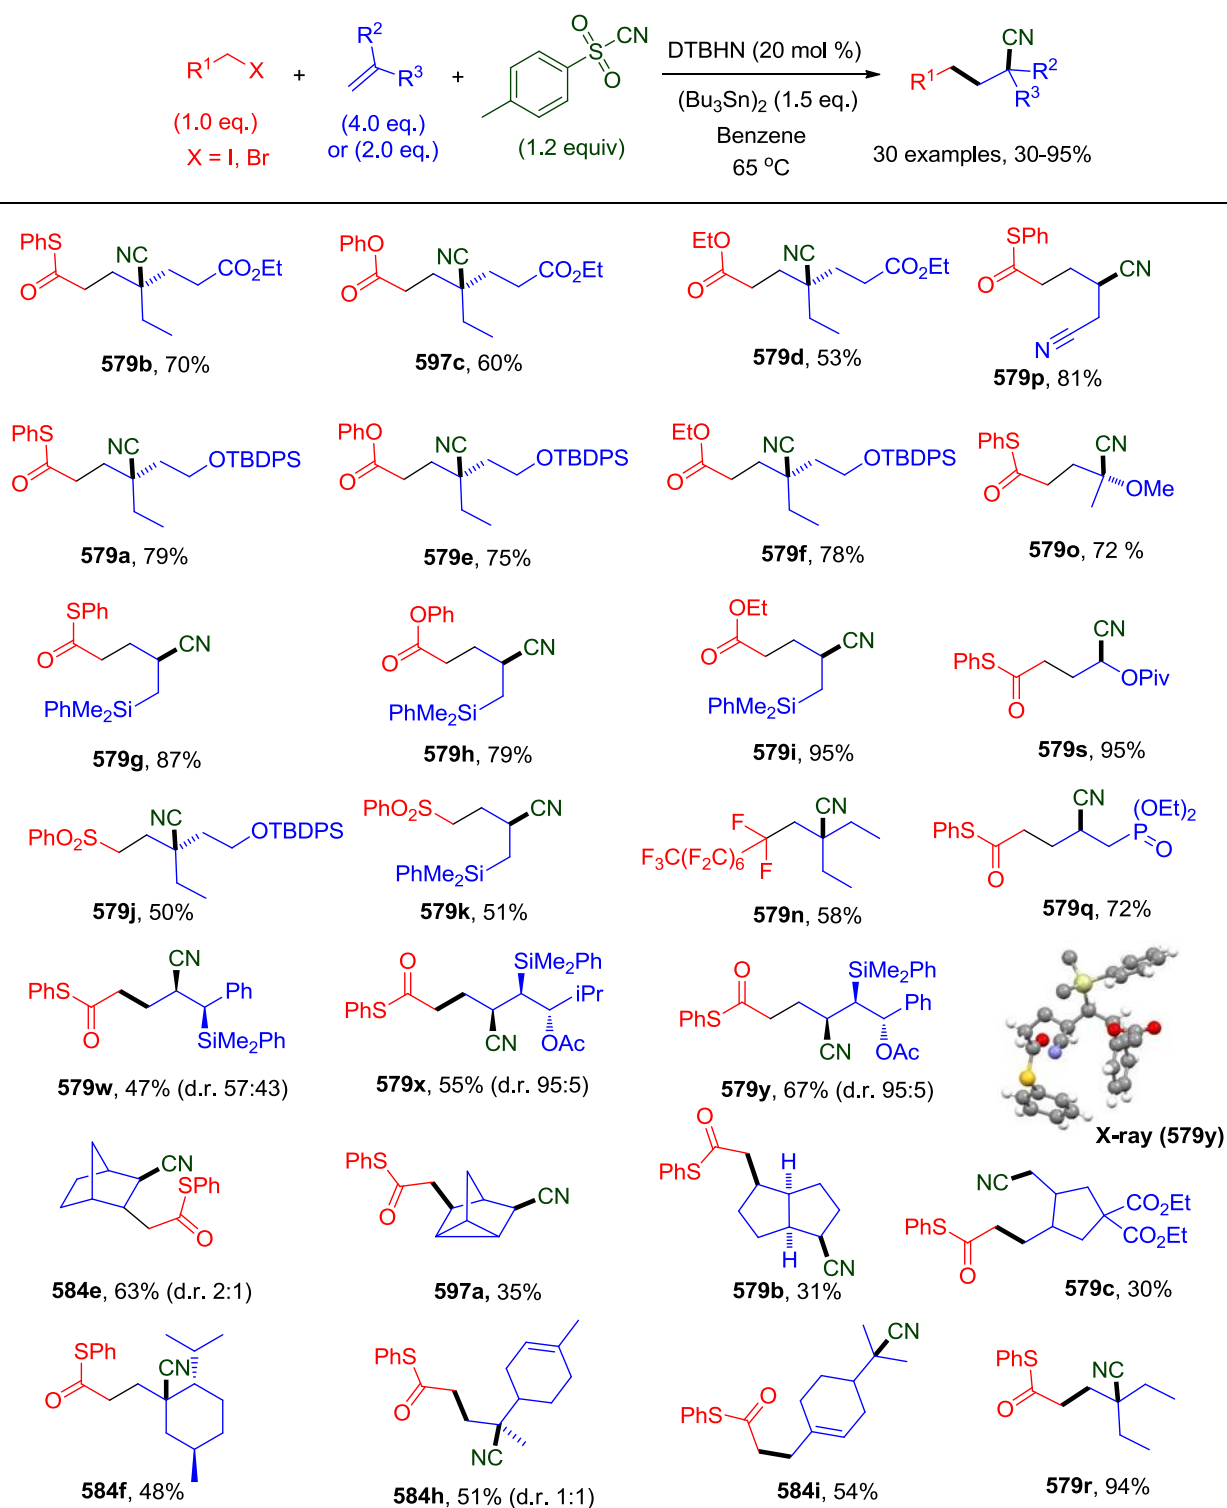 R1 X + R2 R3 + S O O CN DTBHN (20 mol %) CN R1 R2 R3
(Bu3Sn)2 (1.5 eq.)
(1.0 eq.) (4.0 eq.) Benzene
X = I, Br or (2.0 eq.) (1.2 equiv) 65 oC 30 examples, 30-95%
PhS O NC CO2Et
579b, 70%
PhO O NC CO2Et
597c, 60%
EtO O NC CO2Et
579d, 53%
SPh O CN N
579p, 81%
PhS O NC OTBDPS
579a, 79%
PhO O NC OTBDPS
579e, 75%
EtO O NC OTBDPS
579f, 78%
PhS O CN OMe
579o, 72 %
SPh O CN PhMe2Si
579g, 87%
OPh O CN PhMe2Si
579h, 79%
OEt O CN PhMe2Si
579i, 95%
PhS O CN OPiv
579s, 95%
PhO2S NC OTBDPS
579j, 50%
PhO2S CN PhMe2Si
579k, 51%
F3C(F2C)6 F F CN
579n, 58%
PhS O CN P (OEt)2 O
579q, 72%
PhS O CN Ph SiMe2Ph
579w, 47% (d.r. 57:43)
PhS O SiMe2Ph iPr CN OAc
579x, 55% (d.r. 95:5)
PhS O SiMe2Ph Ph CN OAc
579y, 67% (d.r. 95:5)
X-ray (579y)
CN SPh O
584e, 63% (d.r. 2:1)
PhS O CN
597a, 35%
O PhS H H CN
579b, 31%
NC PhS O CO2Et CO2Et
579c, 30%
SPh O CN
584f, 48%
PhS O NC
584h, 51% (d.r. 1:1)
PhS O CN
584i, 54%
PhS O NC
579r, 94%